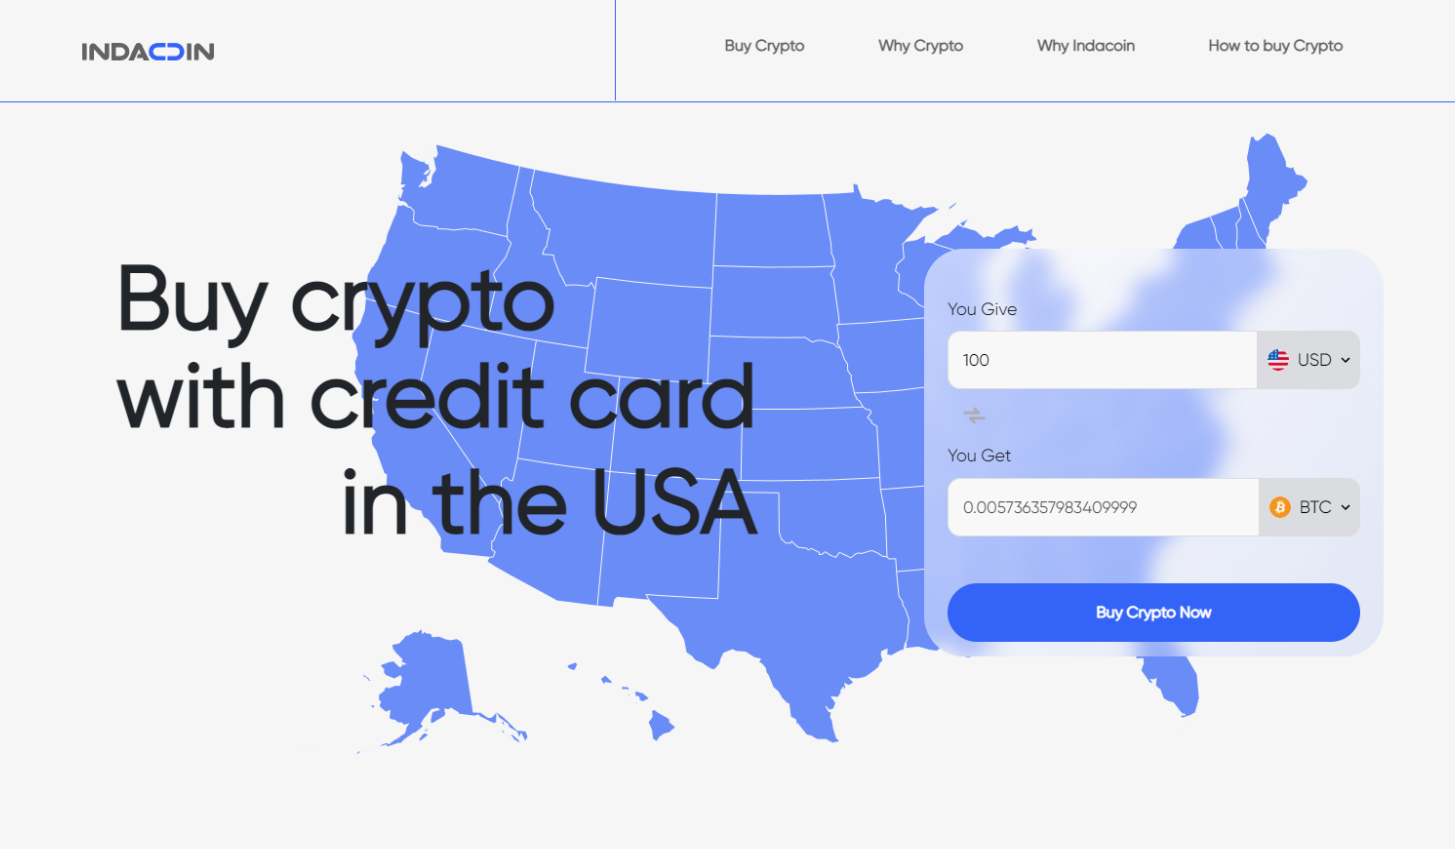 INDACOIN
Buy Crypto
Why Crypto
Why Indacoin
How to buy Crypto
Buy crypto
with credit card
in the USA
You Give
100
USD
You Get
0.005736357983409999
BTC
Buy Crypto Now